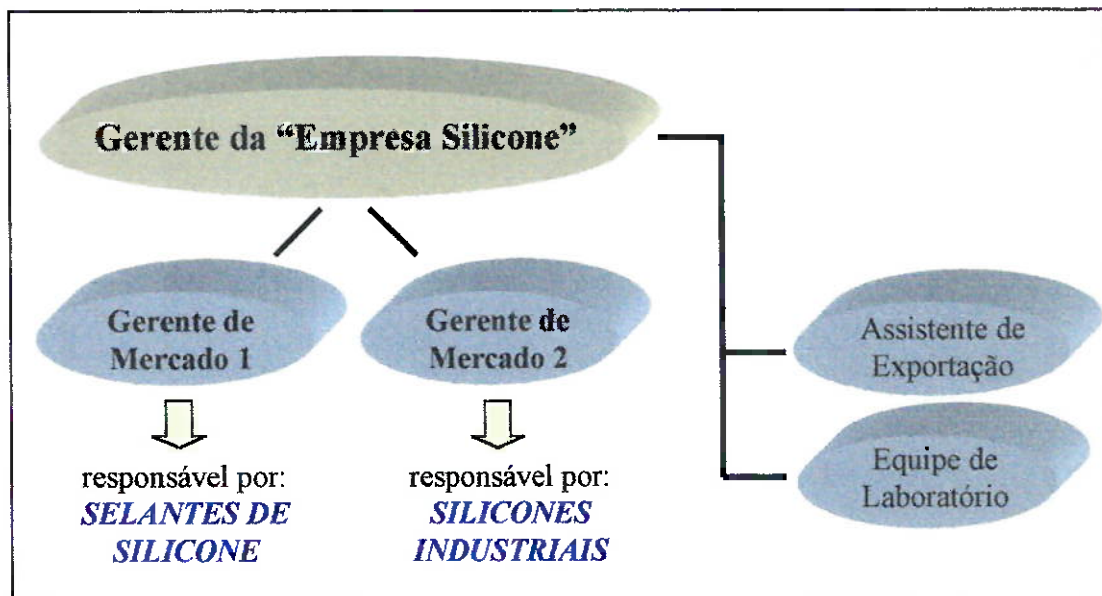 Gerente da “Empresa Silicone”
Gerente de
Mercado 1
responsável por:
SELANTES DE
SILICONE
Gerente de
Mercado 2
responsável por:
SILICONES
INDUSTRIAIS
Assistente de
Exportação
Equipe de
Laboratório